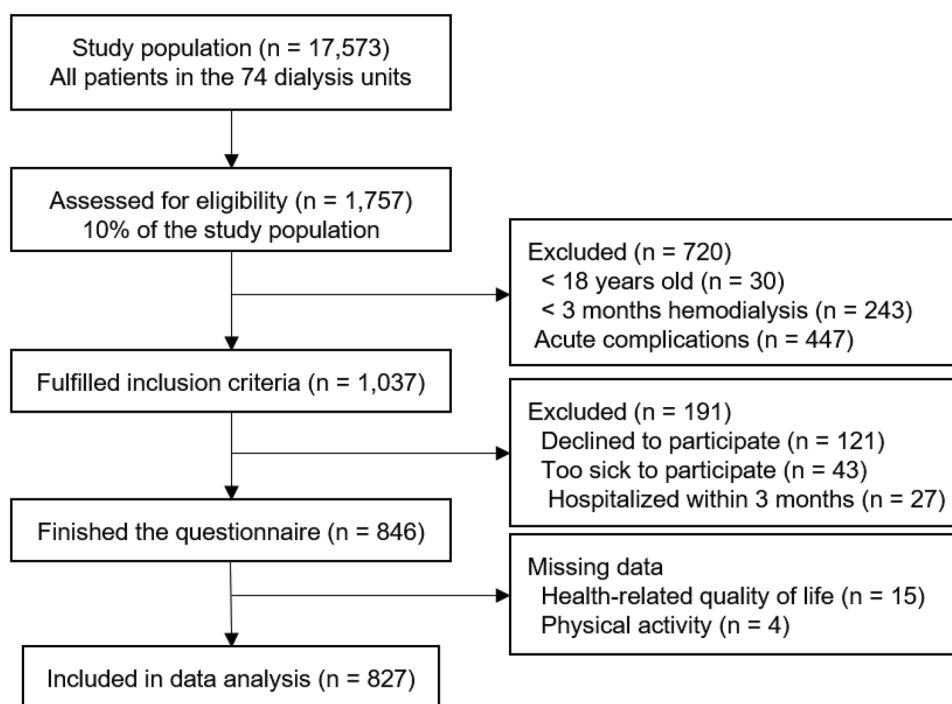 Study population (n = 17,573)
All patients in the 74 dialysis units
Assessed for eligibility (n = 1,757)
10% of the study population
Excluded (n = 720)
< 18 years old (n = 30)
< 3 months hemodialysis (n = 243)
Acute complications (n = 447)
Fulfilled inclusion criteria (n = 1,037)
Excluded (n = 191)
Declined to participate (n = 121)
Too sick to participate (n = 43)
Hospitalized within 3 months (n = 27)
Finished the questionnaire (n = 846)
Missing data
Health-related quality of life (n = 15)
Physical activity (n = 4)
Included in data analysis (n = 827)